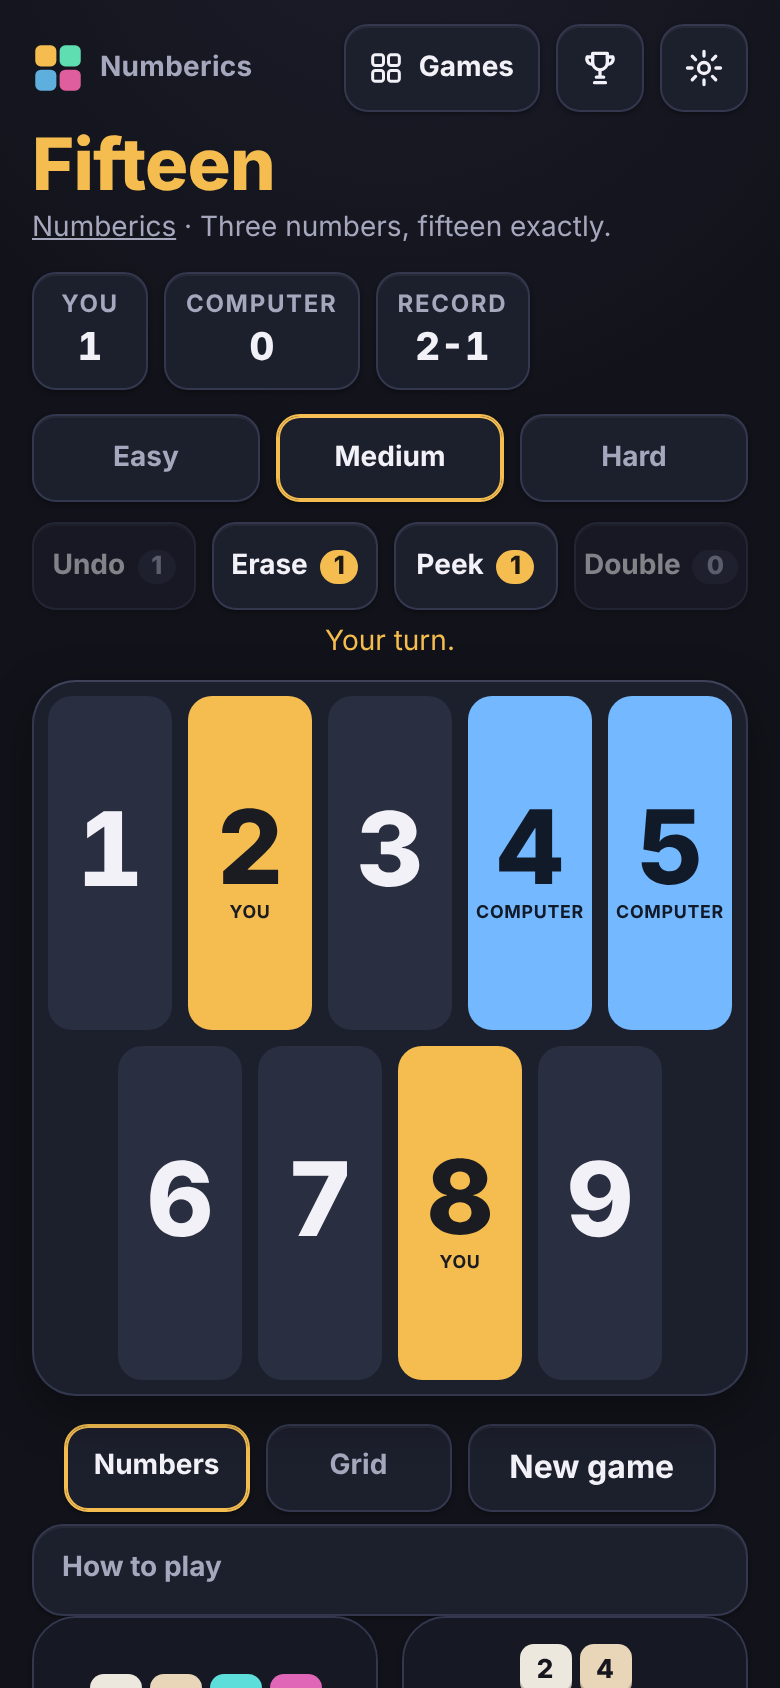 Numberics
Games
Fifteen
Numberics · Three numbers, fifteen exactly.
YOU
1
COMPUTER
0
RECORD
2-1
Easy
Medium
Hard
Undo 1
Erase 1
Peek 1
Double 0
Your turn.
1
2
YOU
3
4
COMPUTER
5
COMPUTER
6
7
8
YOU
9
Numbers
Grid
New game
How to play
2
4